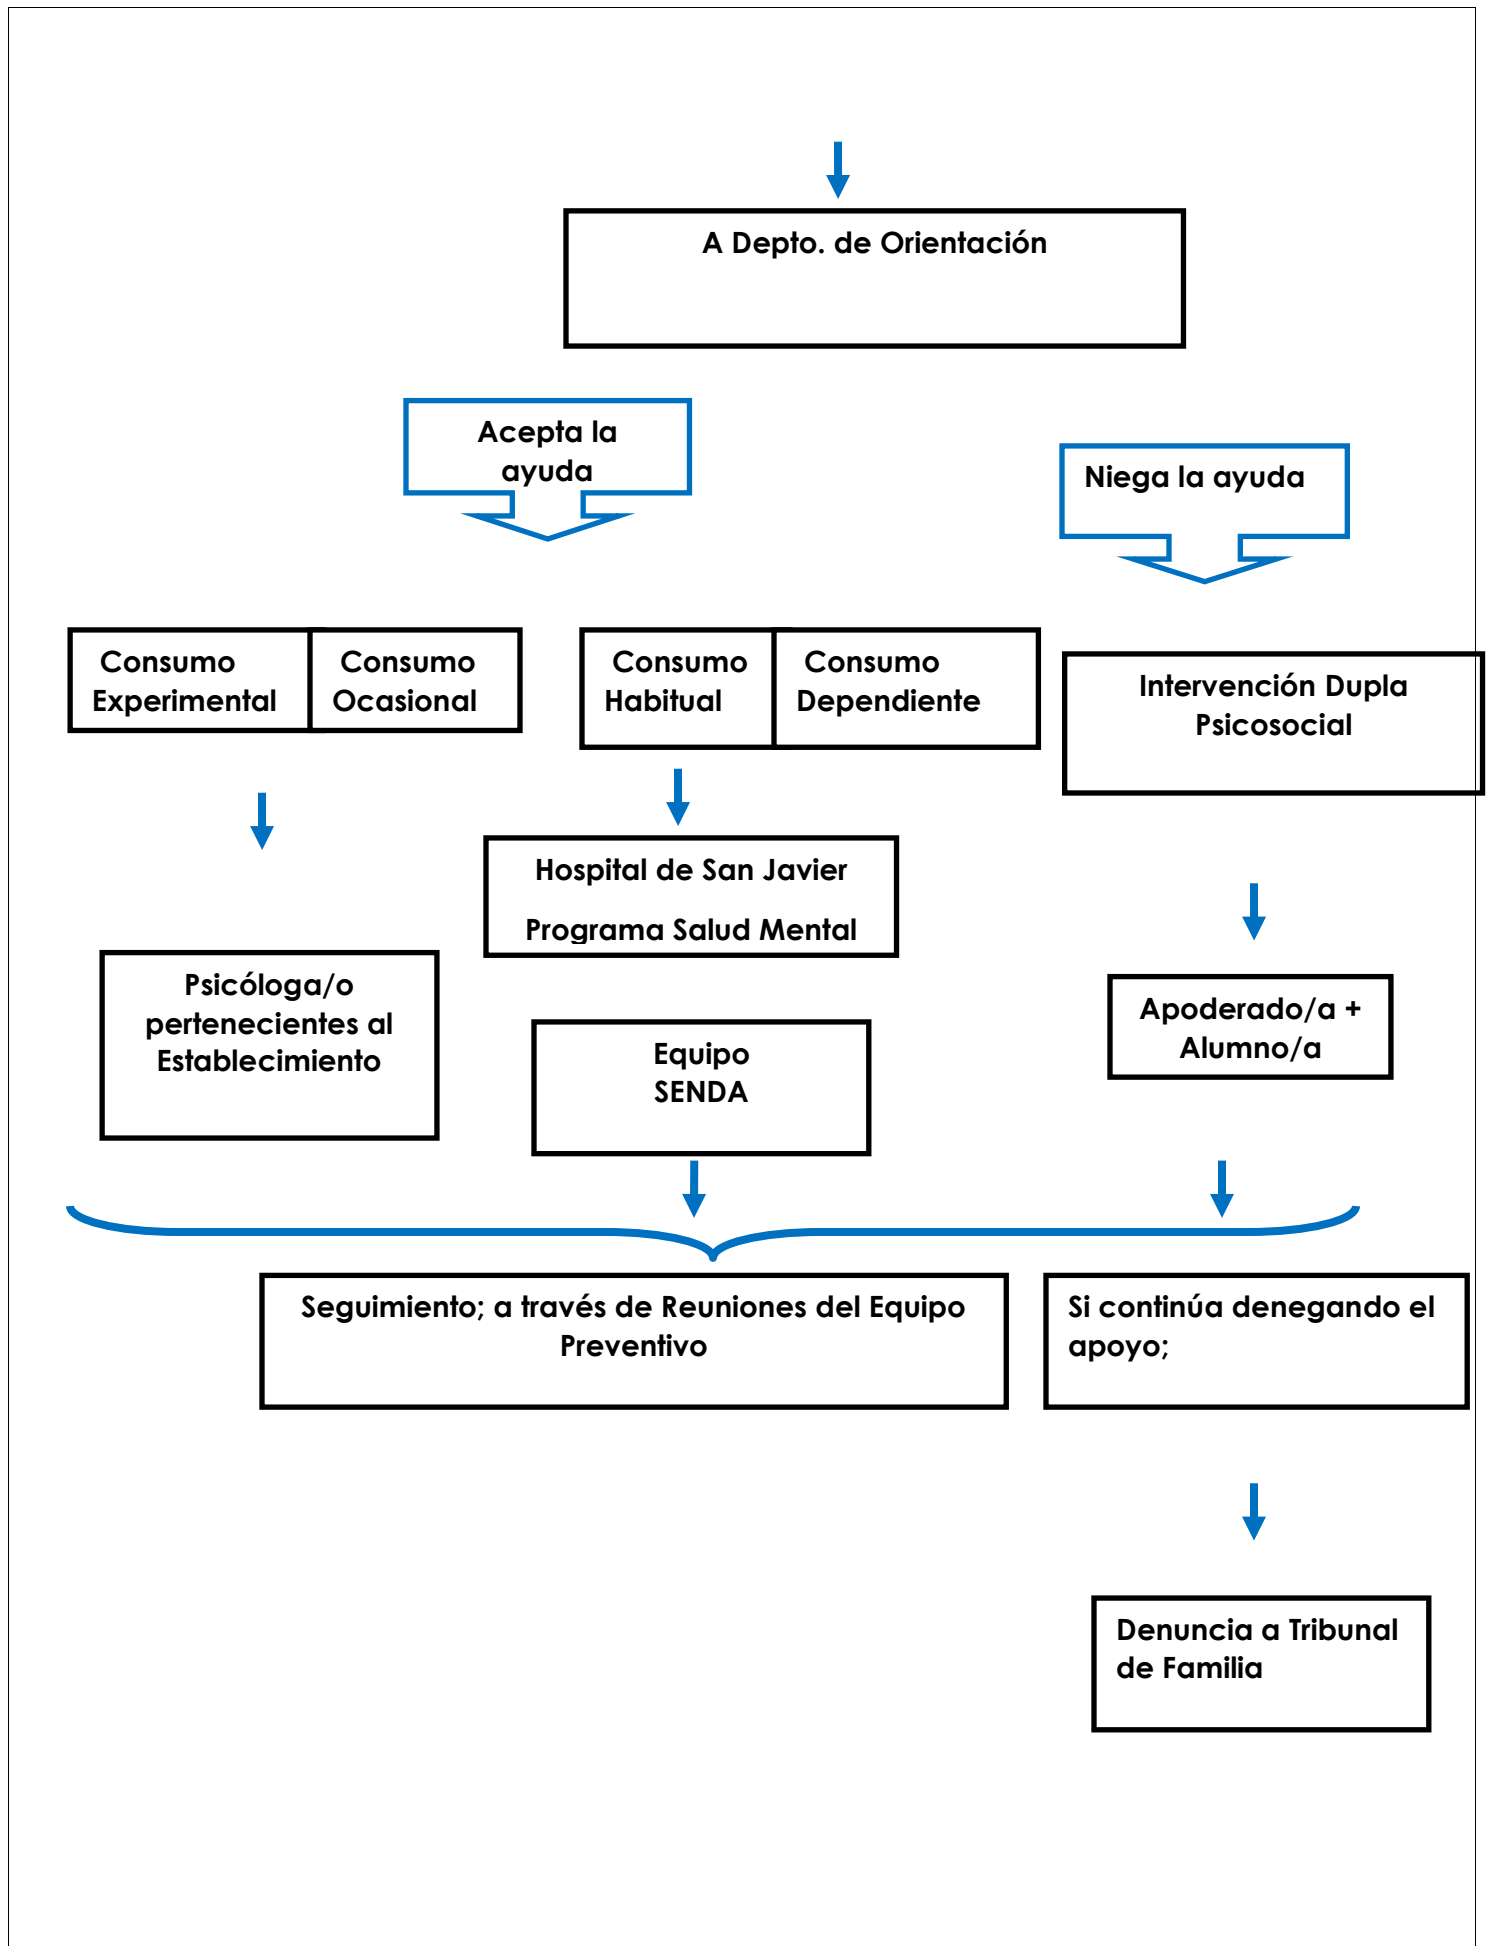 A Depto. de Orientación
Acepta la
ayuda
Niega la ayuda
Consumo
Experimental
Consumo
Ocasional
Consumo
Habitual
Consumo
Dependiente
Intervención Dupla
Psicosocial
Hospital de San Javier
Programa Salud Mental
Psicóloga/o
pertenecientes al
Establecimiento
Equipo
SENDA
Apoderado/a +
Alumno/a
Seguimiento; a través de Reuniones del Equipo
Preventivo
Si continúa denegando el
apoyo;
Denuncia a Tribunal
de Familia